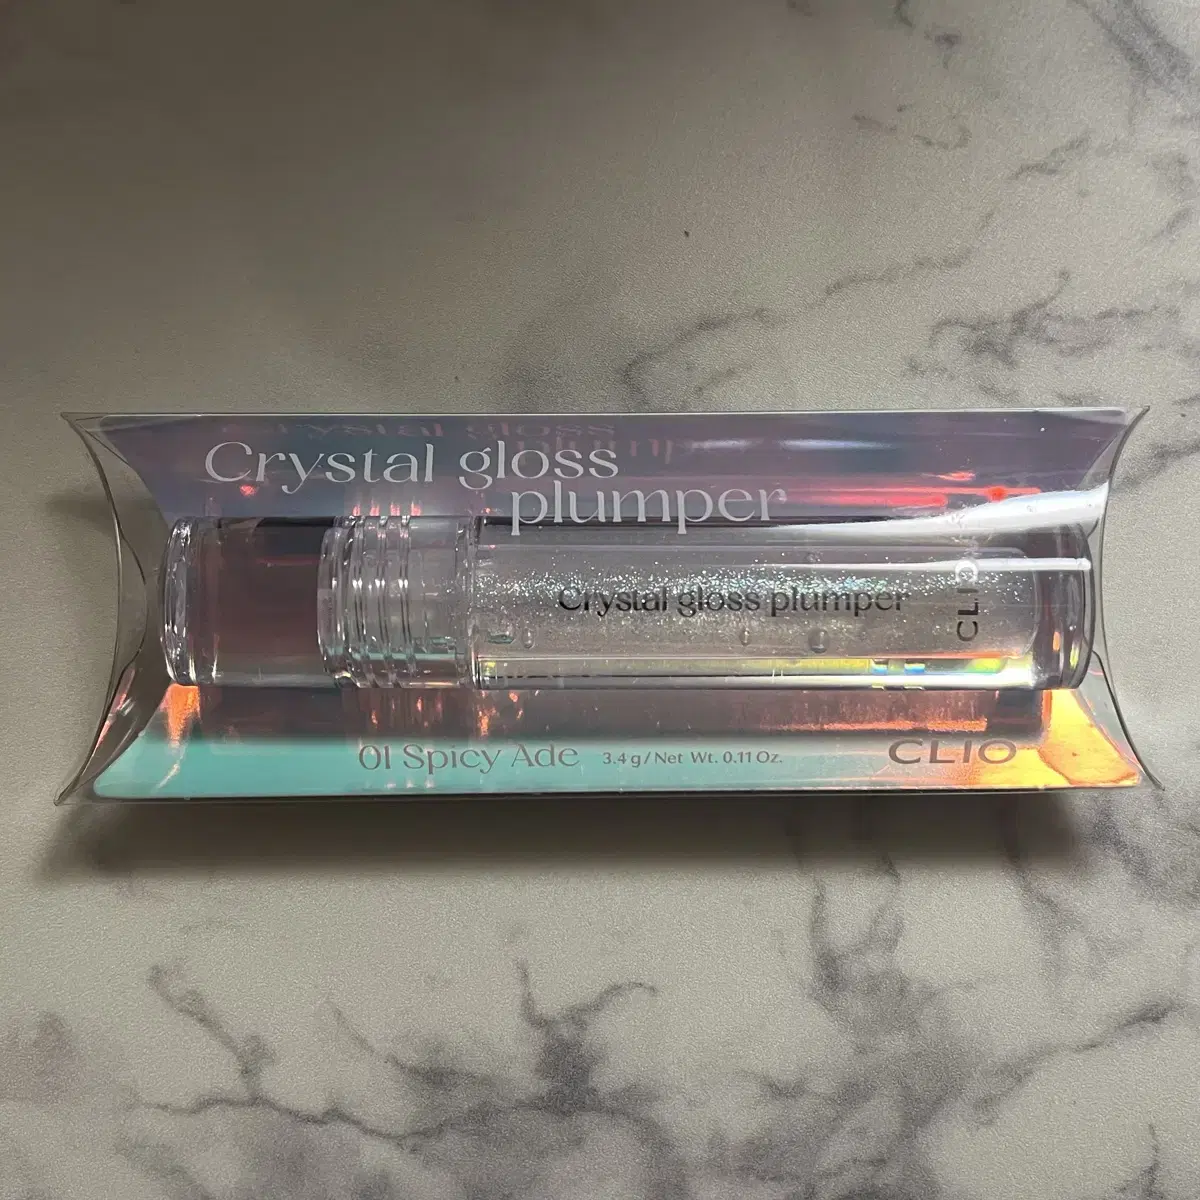 Crystal gloss
plumper
Crystal gloss plumper
CLIO
01 Spicy Ade 3.4 g / Net Wt. 0.11 Oz.
CLIO